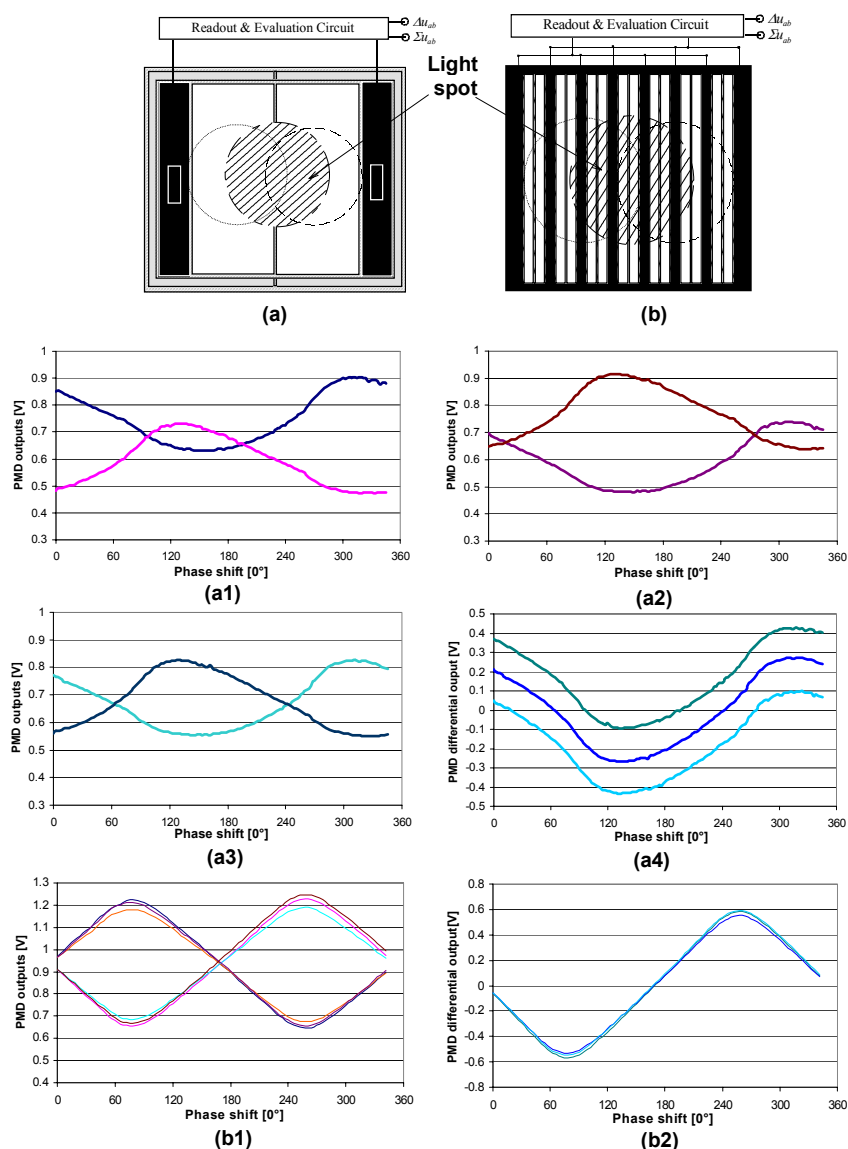 Readout & Evaluation Circuit
Δu_ab
Σu_ab
Readout & Evaluation Circuit
Δu_ab
Σu_ab
Light
spot
(a)
(b)
PMD outputs [V]
1
0.9
0.8
0.7
0.6
0.5
0.4
0.3
0 60 120 180 240 300 360
Phase shift [0°]
(a1)
PMD outputs [V]
1
0.9
0.8
0.7
0.6
0.5
0.4
0.3
0 60 120 180 240 300 360
Phase shift [0°]
(a2)
PMD outputs [V]
1
0.9
0.8
0.7
0.6
0.5
0.4
0.3
0 60 120 180 240 300 360
Phase shift [0°]
(a3)
PMD differential ouput [V]
0.5
0.4
0.3
0.2
0.1
0
-0.1
-0.2
-0.3
-0.4
-0.5
0 60 120 180 240 300 360
Phase shift [0°]
(a4)
PMD outputs [V]
1.3
1.2
1.1
1
0.9
0.8
0.7
0.6
0.5
0.4
0 60 120 180 240 300 360
Phase shift [0°]
(b1)
PMD differential output[V]
0.8
0.6
0.4
0.2
0
-0.2
-0.4
-0.6
-0.8
0 60 120 180 240 300 360
Phase shift [0°]
(b2)